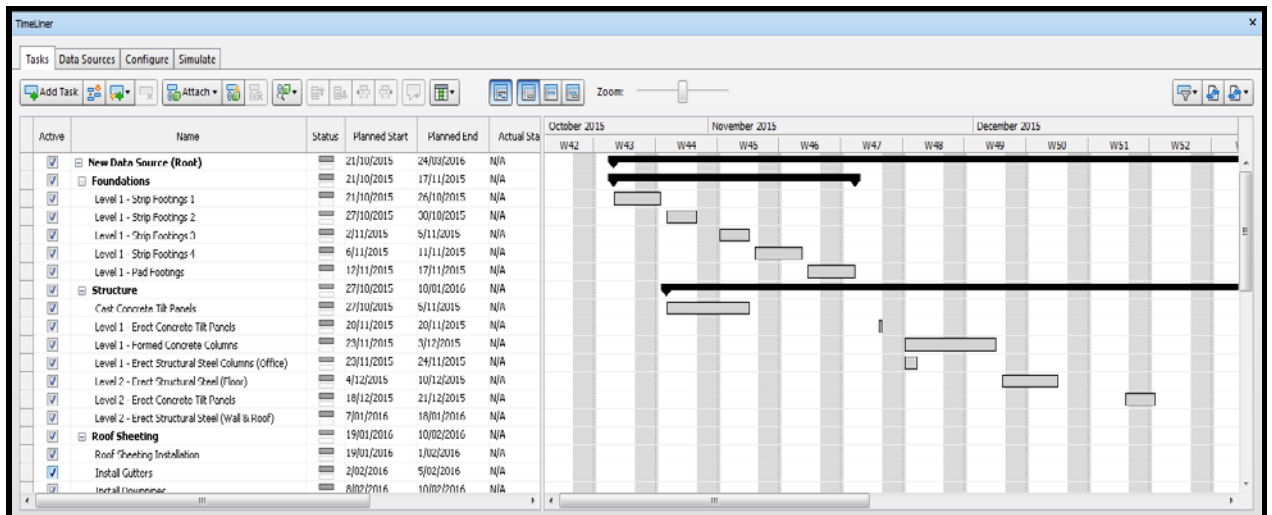 TimeLiner X
Tasks Data Sources Configure Simulate
Add Task Attach Zoom:
Active Name Status Planned Start Planned End Actual Sta October 2015 November 2015 December 2015
W42 W43 W44 W45 W46 W47 W48 W49 W50 W51 W52
New Data Source (Root) 21/10/2015 24/03/2016 N/A
Foundations 21/10/2015 17/11/2015 N/A
Level 1 - Strip Footings 1 21/10/2015 26/10/2015 N/A
Level 1 - Strip Footings 2 27/10/2015 30/10/2015 N/A
Level 1 - Strip Footings 3 2/11/2015 5/11/2015 N/A
Level 1 - Strip Footings 4 6/11/2015 11/11/2015 N/A
Level 1 - Pad Footings 12/11/2015 17/11/2015 N/A
Structure 27/10/2015 N/A
Cast Concrete Tilt Panels 27/10/2015 5/11/2015 N/A
Level 1 - Erect Concrete Tilt Panels 20/11/2015 20/11/2015 N/A
Level 1 - Formed Concrete Columns 23/11/2015 3/12/2015 N/A
Level 1 - Erect Structural Steel Columns (Office) 23/11/2015 24/11/2015 N/A
Level 2 - Erect Structural Steel (Floor) 4/12/2015 10/12/2015 N/A
Level 2 - Erect Concrete Tilt Panels 18/12/2015 21/12/2015 N/A
Level 2 - Erect Structural Steel (Wall & Roof) 7/01/2016 18/01/2016 N/A
Roof Sheeting 19/01/2016 10/02/2016 N/A
Roof Sheeting Installation 19/01/2016 1/02/2016 N/A
Install Gutters 2/02/2016 5/02/2016 N/A
Install Downpipes 8/02/2016 10/02/2016 N/A